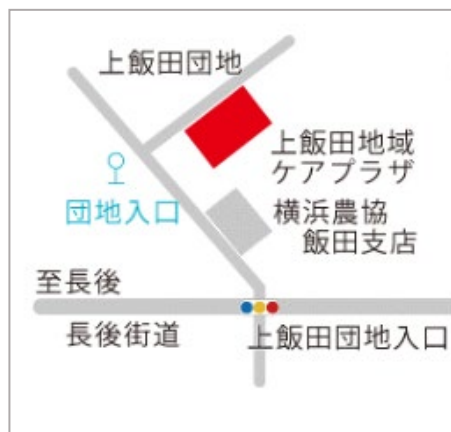 上飯田団地
上飯田地域
ケアプラザ
団地入口
横浜農協
飯田支店
至長後
長後街道
上飯田団地入口